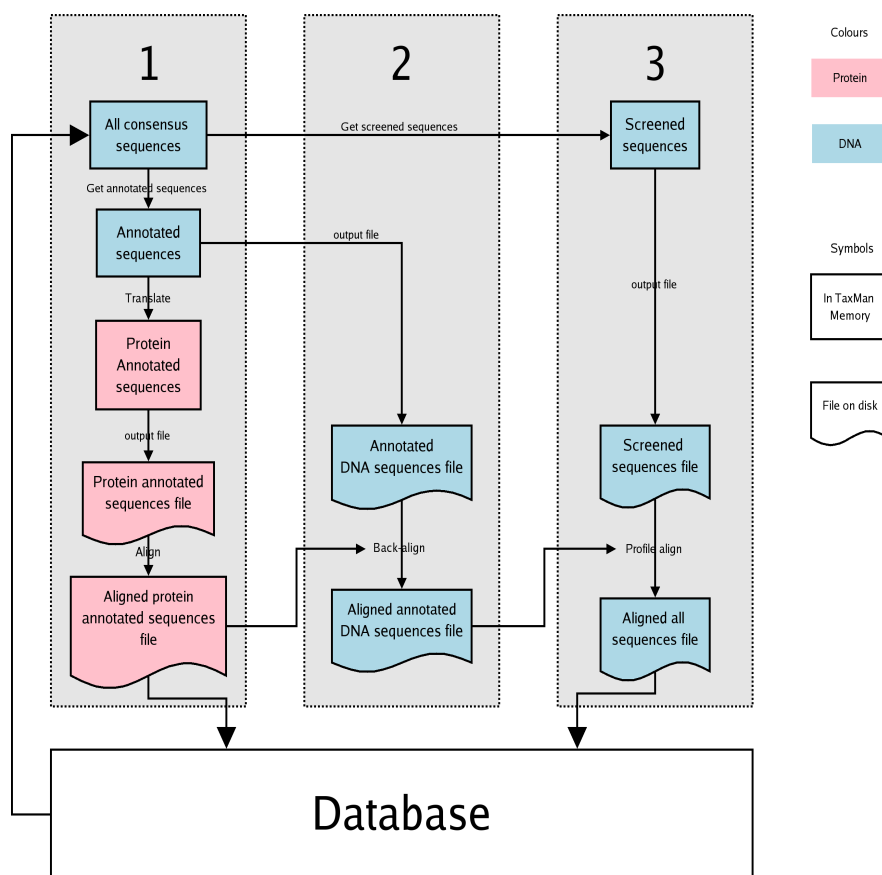 1
2
3
Colours
Protein
DNA
All consensus
sequences
Get screened sequences
Screened
sequences
Get annotated sequences
Annotated
sequences
output file
Symbols
Translate
output file
In TaxMan
Memory
Protein
Annotated
sequences
output file
File on disk
Annotated
DNA sequences file
Screened
sequences file
Protein annotated
sequences file
Align
Back-align
Profile align
Aligned protein
annotated sequences
file
Aligned annotated
DNA sequences file
Aligned all
sequences file
Database